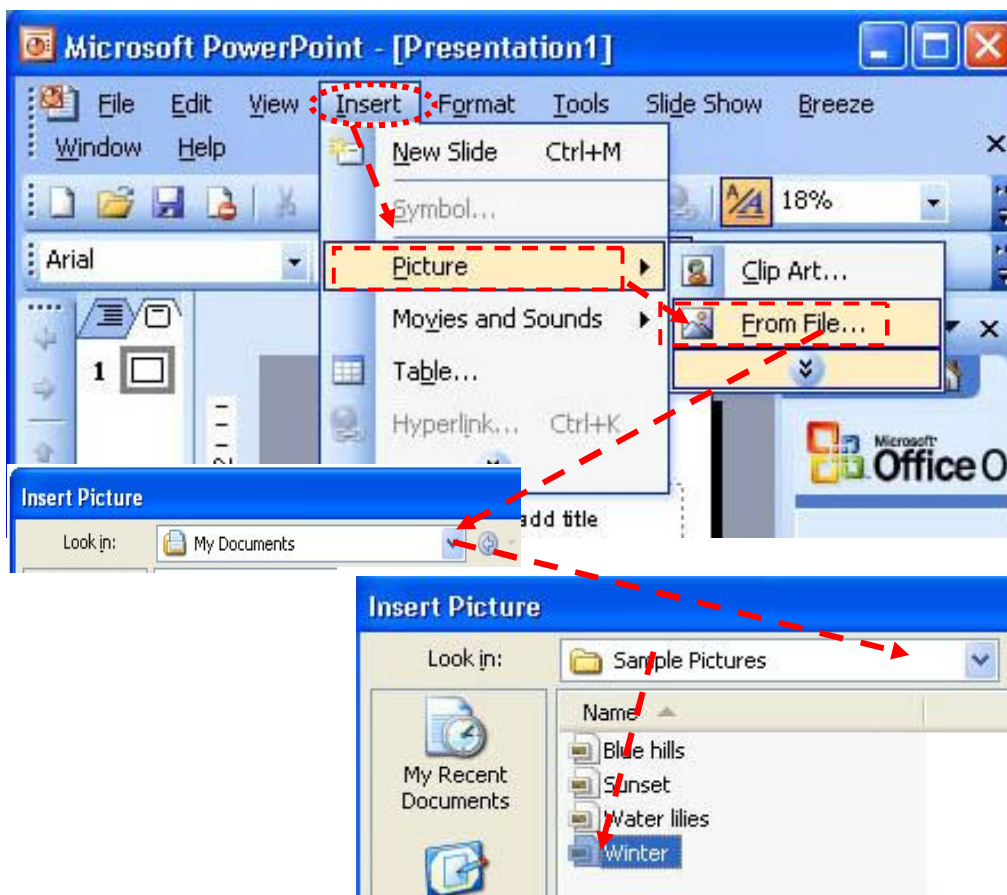 Microsoft PowerPoint - [Presentation1]
File Edit View Insert Format Tools Slide Show Breeze
Window Help
New Slide Ctrl+M
Symbol...
18%
Arial
Picture
Clip Art...
Movies and Sounds
From File...
1
Table...
Hyperlink... Ctrl+K
2
Microsoft
Office O
add title
Insert Picture
Look in: My Documents
Insert Picture
Look in: Sample Pictures
Name
My Recent
Documents
Blue hills
Sunset
Water lilies
Winter